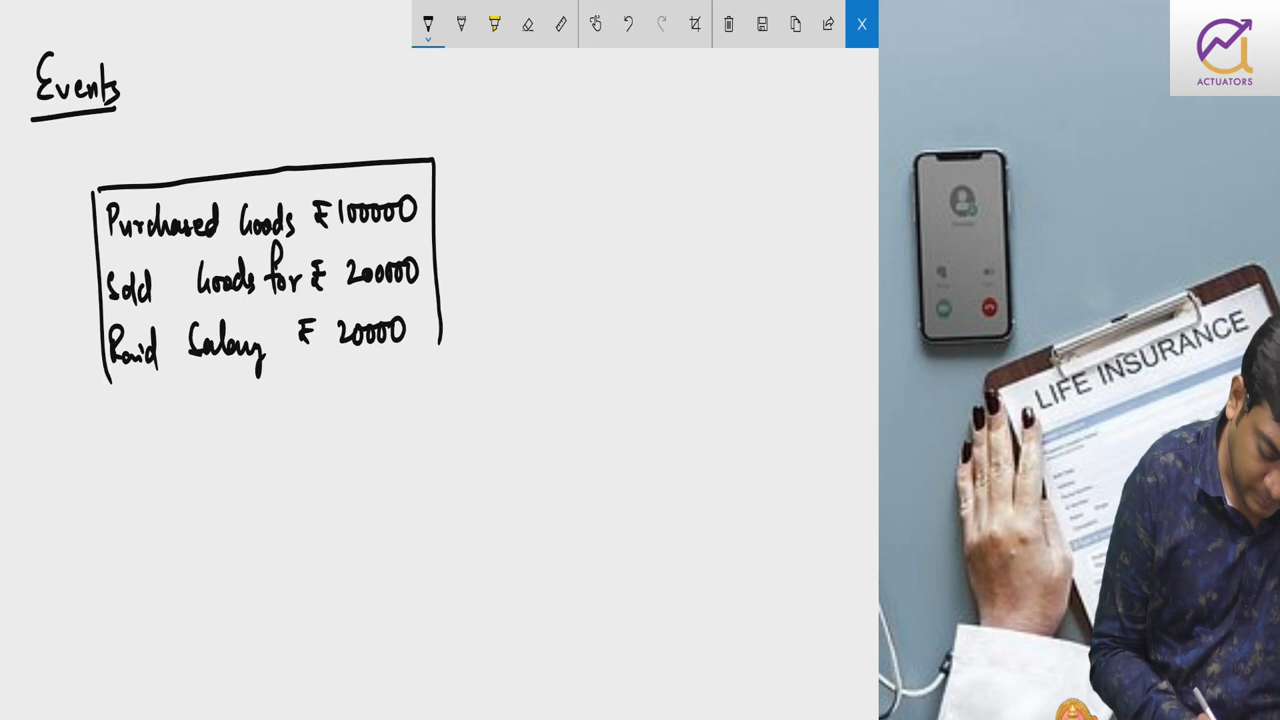 Events
Purchased Goods ₹ 100000
Sold Goods for ₹ 200000
Paid Salary ₹ 20000
ACTUATORS
LIFE INSURANCE